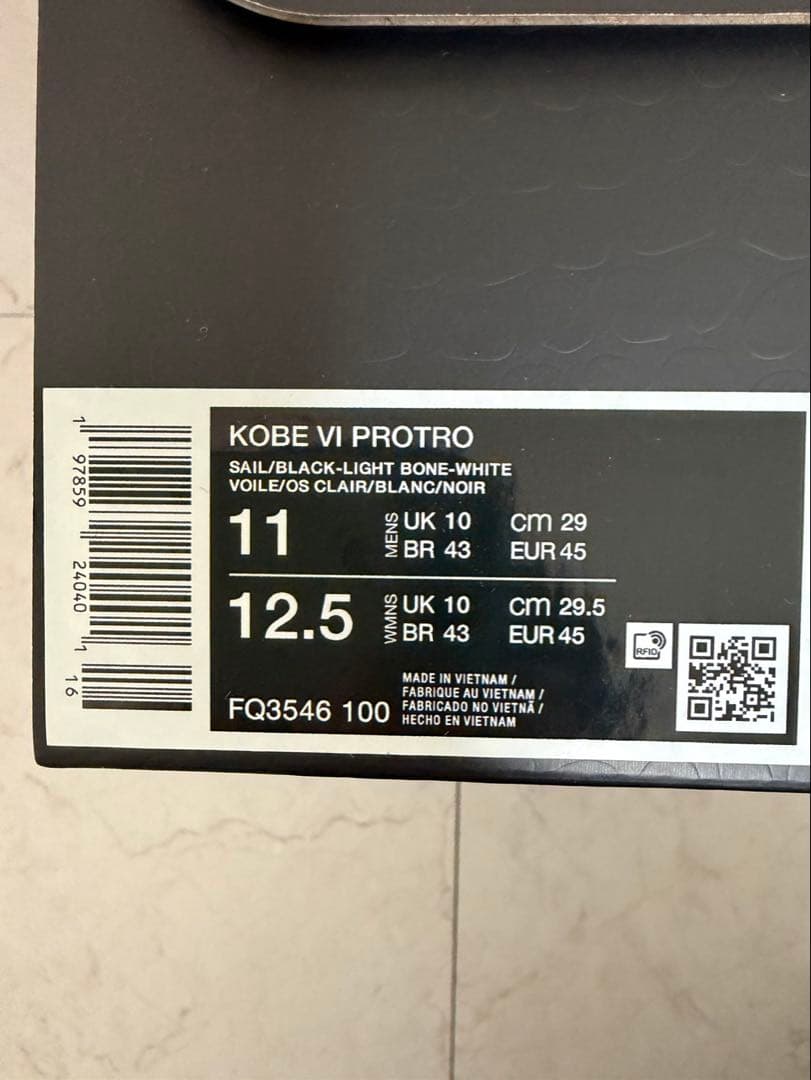 KOBE VI PROTRO
SAIL/BLACK-LIGHT BONE-WHITE
VOILE/OS CLAIR/BLANC/NOIR
11 MENS UK 10 cm 29
BR 43 EUR 45
12.5 WMNS UK 10 cm 29.5
BR 43 EUR 45
RFID
FQ3546 100
MADE IN VIETNAM /
FABRIQUE AU VIETNAM /
FABRICADO NO VIETNÃ /
HECHO EN VIETNAM
1 97859 24040 1 16